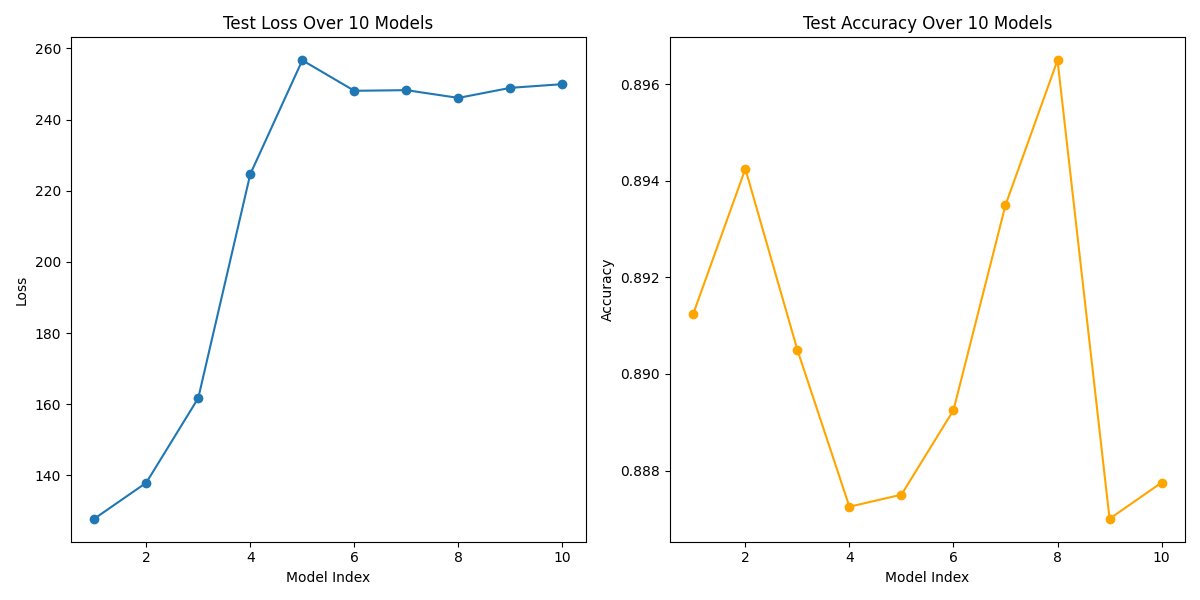 Test Loss Over 10 Models
260
240
220
200
180
160
140
Loss
2 4 6 8 10
Model Index
Test Accuracy Over 10 Models
0.896
0.894
0.892
0.890
0.888
Accuracy
2 4 6 8 10
Model Index